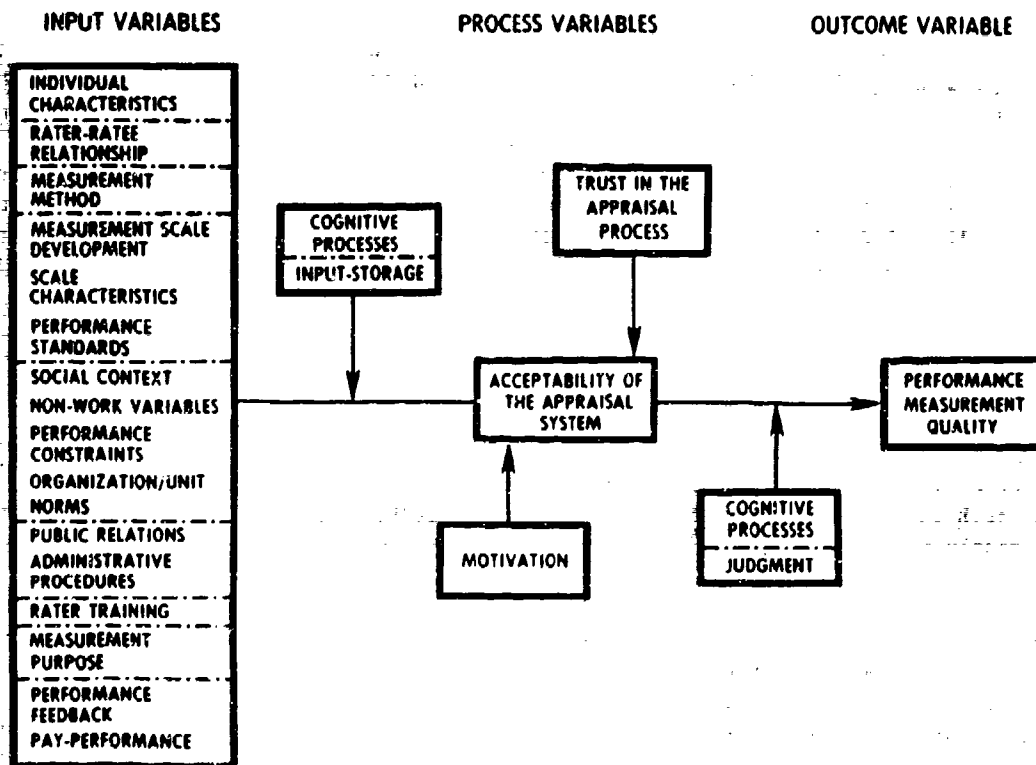 INPUT VARIABLES
PROCESS VARIABLES
OUTCOME VARIABLE
INDIVIDUAL
CHARACTERISTICS
RATER-RATEE
RELATIONSHIP
MEASUREMENT
METHOD
MEASUREMENT SCALE
DEVELOPMENT
SCALE
CHARACTERISTICS
PERFORMANCE
STANDARDS
SOCIAL CONTEXT
NON-WORK VARIABLES
PERFORMANCE
CONSTRAINTS
ORGANIZATION/UNIT
NORMS
PUBLIC RELATIONS
ADMINISTRATIVE
PROCEDURES
RATER TRAINING
MEASUREMENT
PURPOSE
PERFORMANCE
FEEDBACK
PAY-PERFORMANCE
COGNITIVE
PROCESSES
INPUT-STORAGE
TRUST IN THE
APPRAISAL
PROCESS
ACCEPTABILITY OF
THE APPRAISAL
SYSTEM
MOTIVATION
COGNITIVE
PROCESSES
JUDGMENT
PERFORMANCE
MEASUREMENT
QUALITY